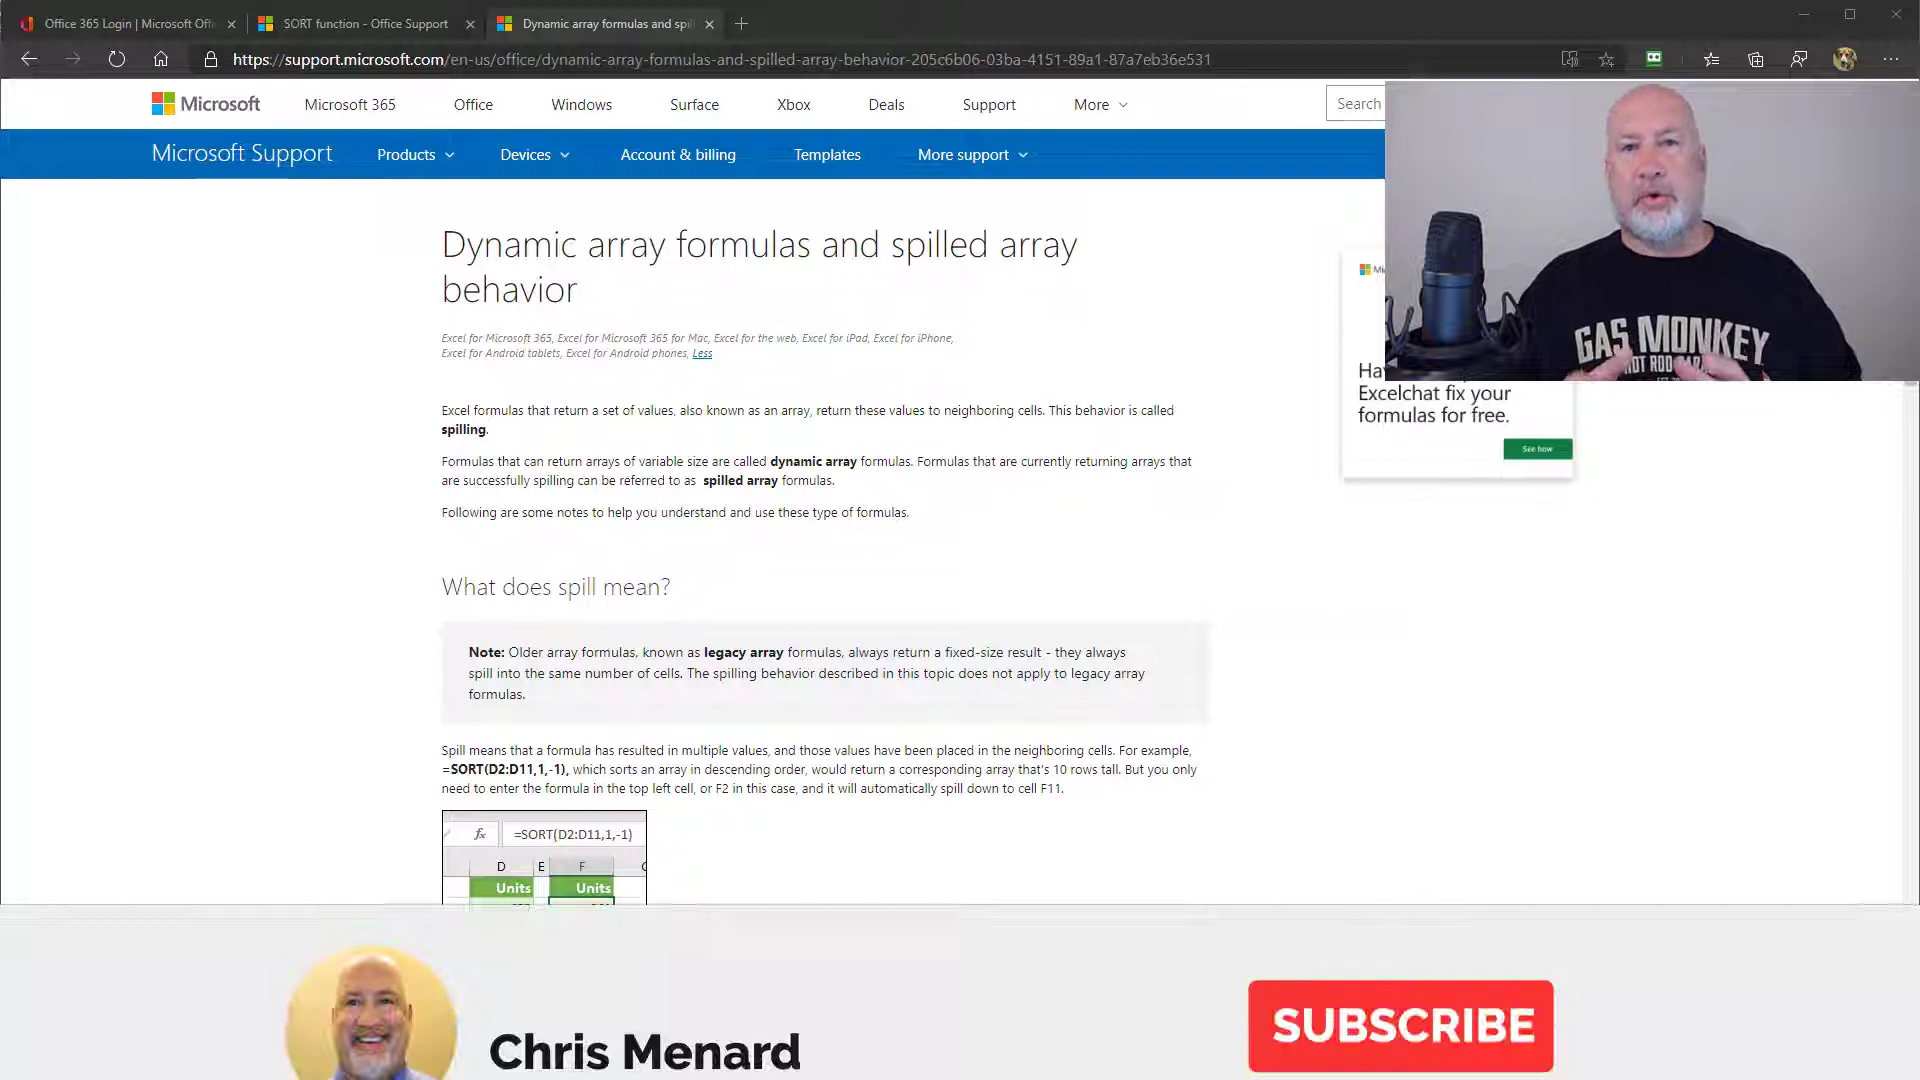 Office 365 Login | Microsoft Offi
SORT function - Office Support
Dynamic array formulas and spil
https://support.microsoft.com/en-us/office/dynamic-array-formulas-and-spilled-array-behavior-205c6b06-03ba-4151-89a1-87a7eb36e531
Microsoft
Microsoft 365
Office
Windows
Surface
Xbox
Deals
Support
More
Search
Microsoft Support
Products
Devices
Account & billing
Templates
More support
Dynamic array formulas and spilled array
behavior
Excel for Microsoft 365, Excel for Microsoft 365 for Mac, Excel for the web, Excel for iPad, Excel for iPhone,
Excel for Android tablets, Excel for Android phones, Less
Excel formulas that return a set of values, also known as an array, return these values to neighboring cells. This behavior is called
spilling.
Formulas that can return arrays of variable size are called dynamic array formulas. Formulas that are currently returning arrays that
are successfully spilling can be referred to as spilled array formulas.
Following are some notes to help you understand and use these type of formulas.
What does spill mean?
Note: Older array formulas, known as legacy array formulas, always return a fixed-size result - they always
spill into the same number of cells. The spilling behavior described in this topic does not apply to legacy array
formulas.
Spill means that a formula has resulted in multiple values, and those values have been placed in the neighboring cells. For example,
=SORT(D2:D11,1,-1), which sorts an array in descending order, would return a corresponding array that's 10 rows tall. But you only
need to enter the formula in the top left cell, or F2 in this case, and it will automatically spill down to cell F11.
fx =SORT(D2:D11,1,-1)
D E F
Units Units
Mi
Ha
Excelchat fix your
formulas for free.
See how
GAS MONKEY
HOT ROD
Chris Menard
SUBSCRIBE